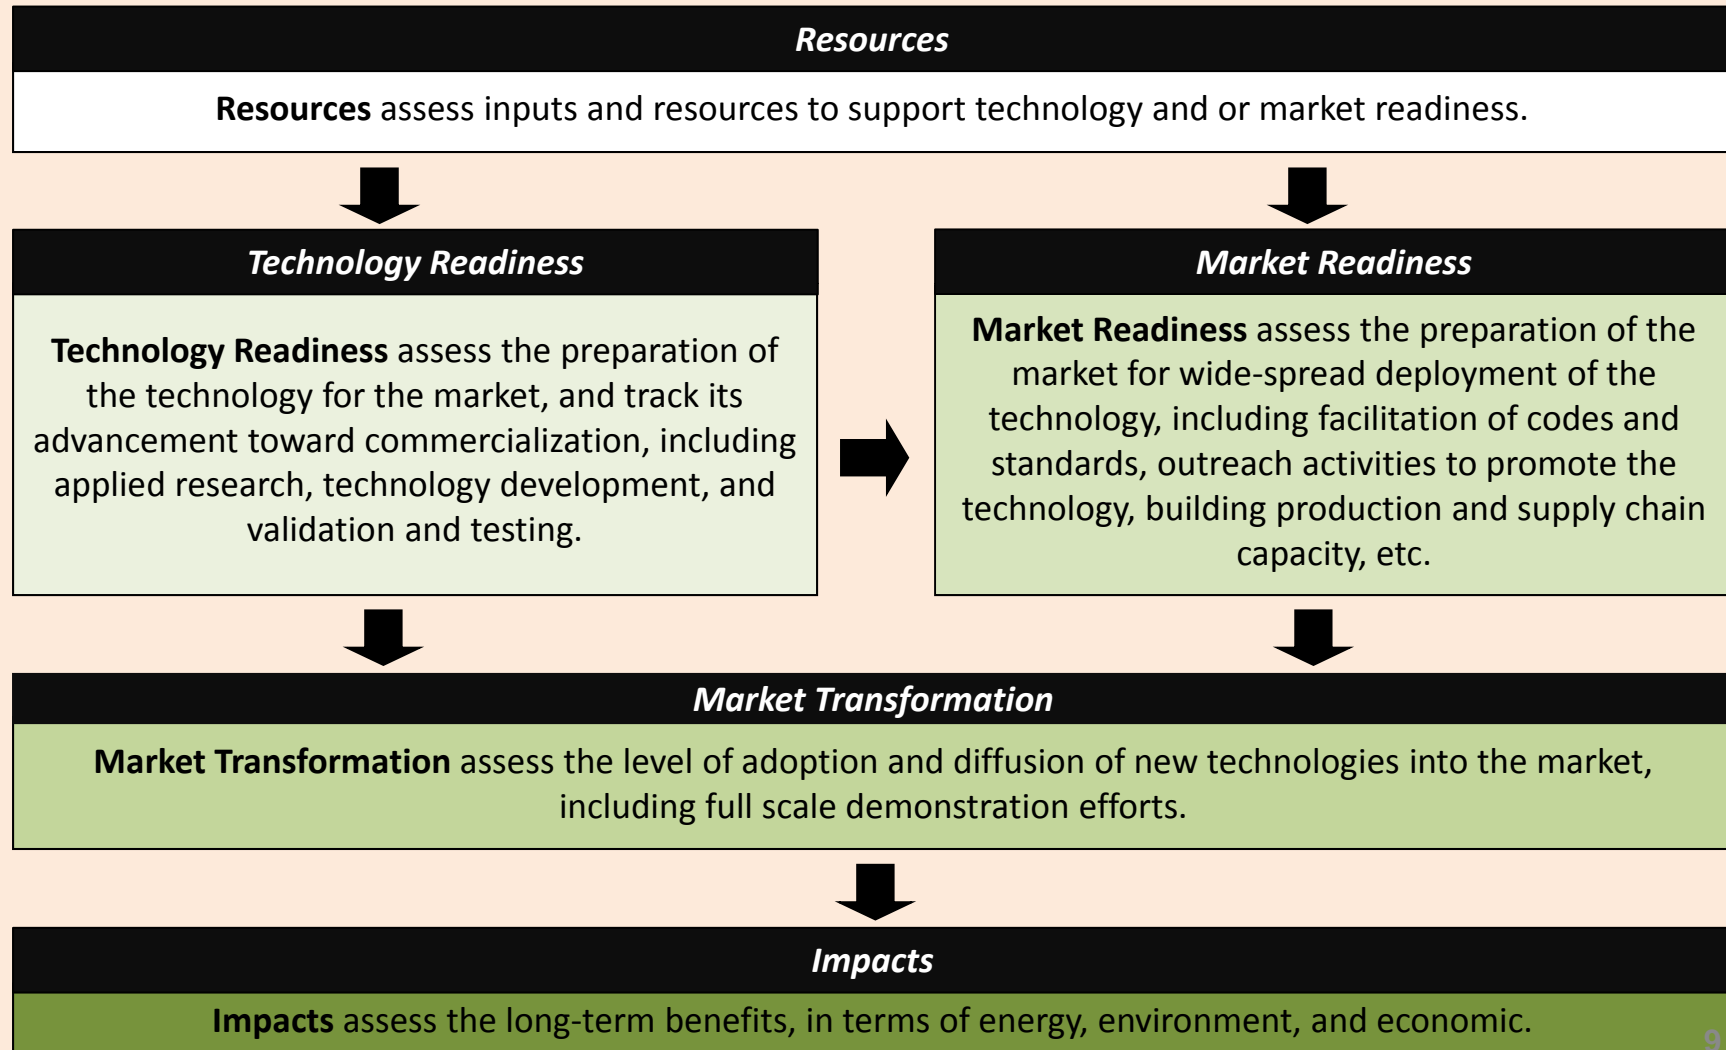 Resources
Resources assess inputs and resources to support technology and or market readiness.
Technology Readiness
Technology Readiness assess the preparation of
the technology for the market, and track its
advancement toward commercialization, including
applied research, technology development, and
validation and testing.
Market Readiness
Market Readiness assess the preparation of the
market for wide-spread deployment of the
technology, including facilitation of codes and
standards, outreach activities to promote the
technology, building production and supply chain
capacity, etc.
Market Transformation
Market Transformation assess the level of adoption and diffusion of new technologies into the market,
including full scale demonstration efforts.
Impacts
Impacts assess the long-term benefits, in terms of energy, environment, and economic.
9